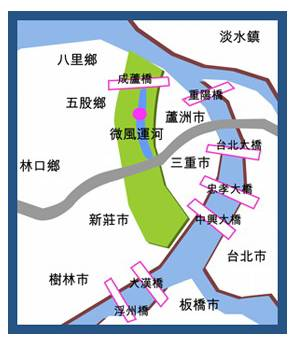 淡水鎮
八里鄉
成蘆橋
重陽橋
五股鄉
蘆洲市
微風運河
台北大橋
林口鄉
三重市
忠孝大橋
新莊市
中興大橋
台北市
樹林市
大漢橋
浮州橋
板橋市